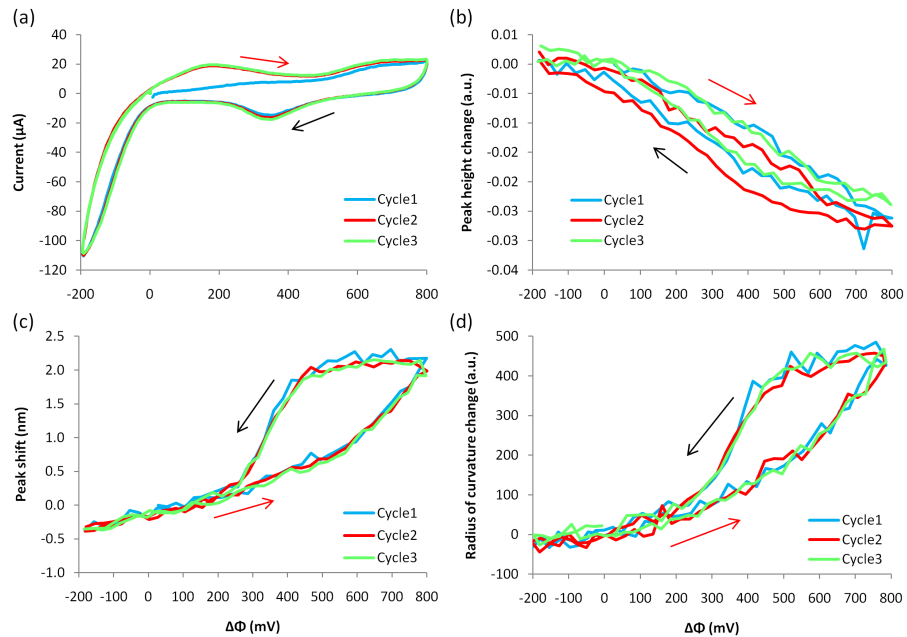 (a)
Current (µA)
40
20
0
-20
-40
-60
-80
-100
-120
-200
0
200
400
600
800
Cycle1
Cycle2
Cycle3
(b)
Peak height change (a.u.)
0.01
0.00
-0.01
-0.01
-0.02
-0.02
-0.03
-0.03
-0.04
-200 -100 0 100 200 300 400 500 600 700 800
Cycle1
Cycle2
Cycle3
(c)
Peak shift (nm)
2.5
2.0
1.5
1.0
0.5
0.0
-0.5
-1.0
-200 -100 0 100 200 300 400 500 600 700 800
Cycle1
Cycle2
Cycle3
ΔΦ (mV)
(d)
Radius of curvature change (a.u.)
500
400
300
200
100
0
-100
-200 -100 0 100 200 300 400 500 600 700 800
Cycle1
Cycle2
Cycle3
ΔΦ (mV)